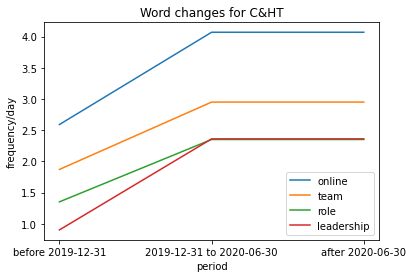 Word changes for C&HT
frequency/day
4.0
3.5
3.0
2.5
2.0
1.5
1.0
online
team
role
leadership
before 2019-12-31
2019-12-31 to 2020-06-30
after 2020-06-30
period